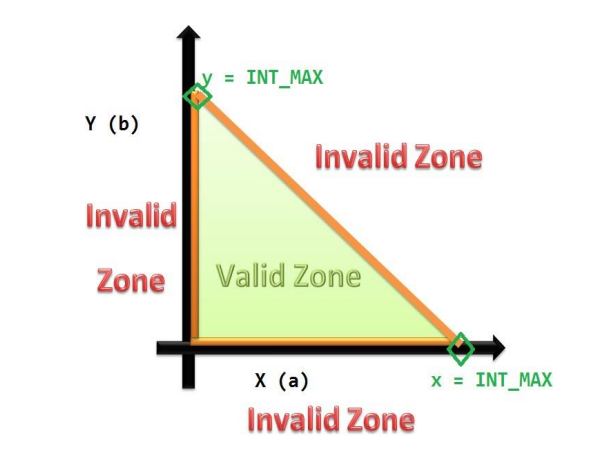 y = INT_MAX
Y (b)
Invalid Zone
Invalid
Zone
Valid Zone
X (a)
x = INT_MAX
Invalid Zone